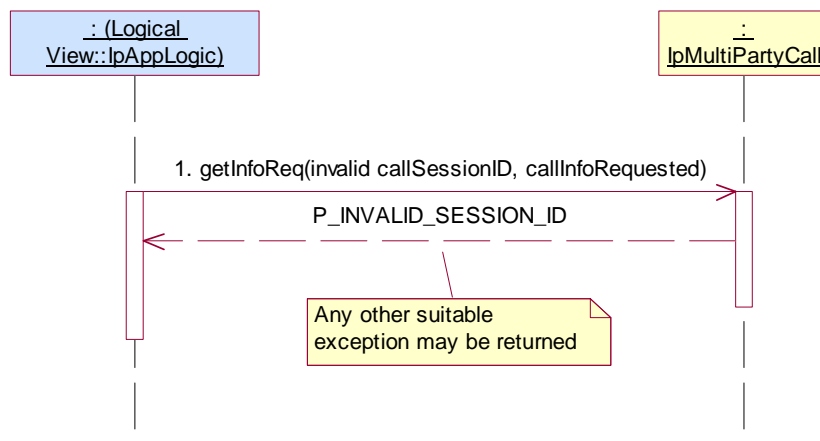 : (Logical
View::IpAppLogic)
:
IpMultiPartyCall
1. getInfoReq(invalid callSessionID, callInfoRequested)
P_INVALID_SESSION_ID
Any other suitable
exception may be returned